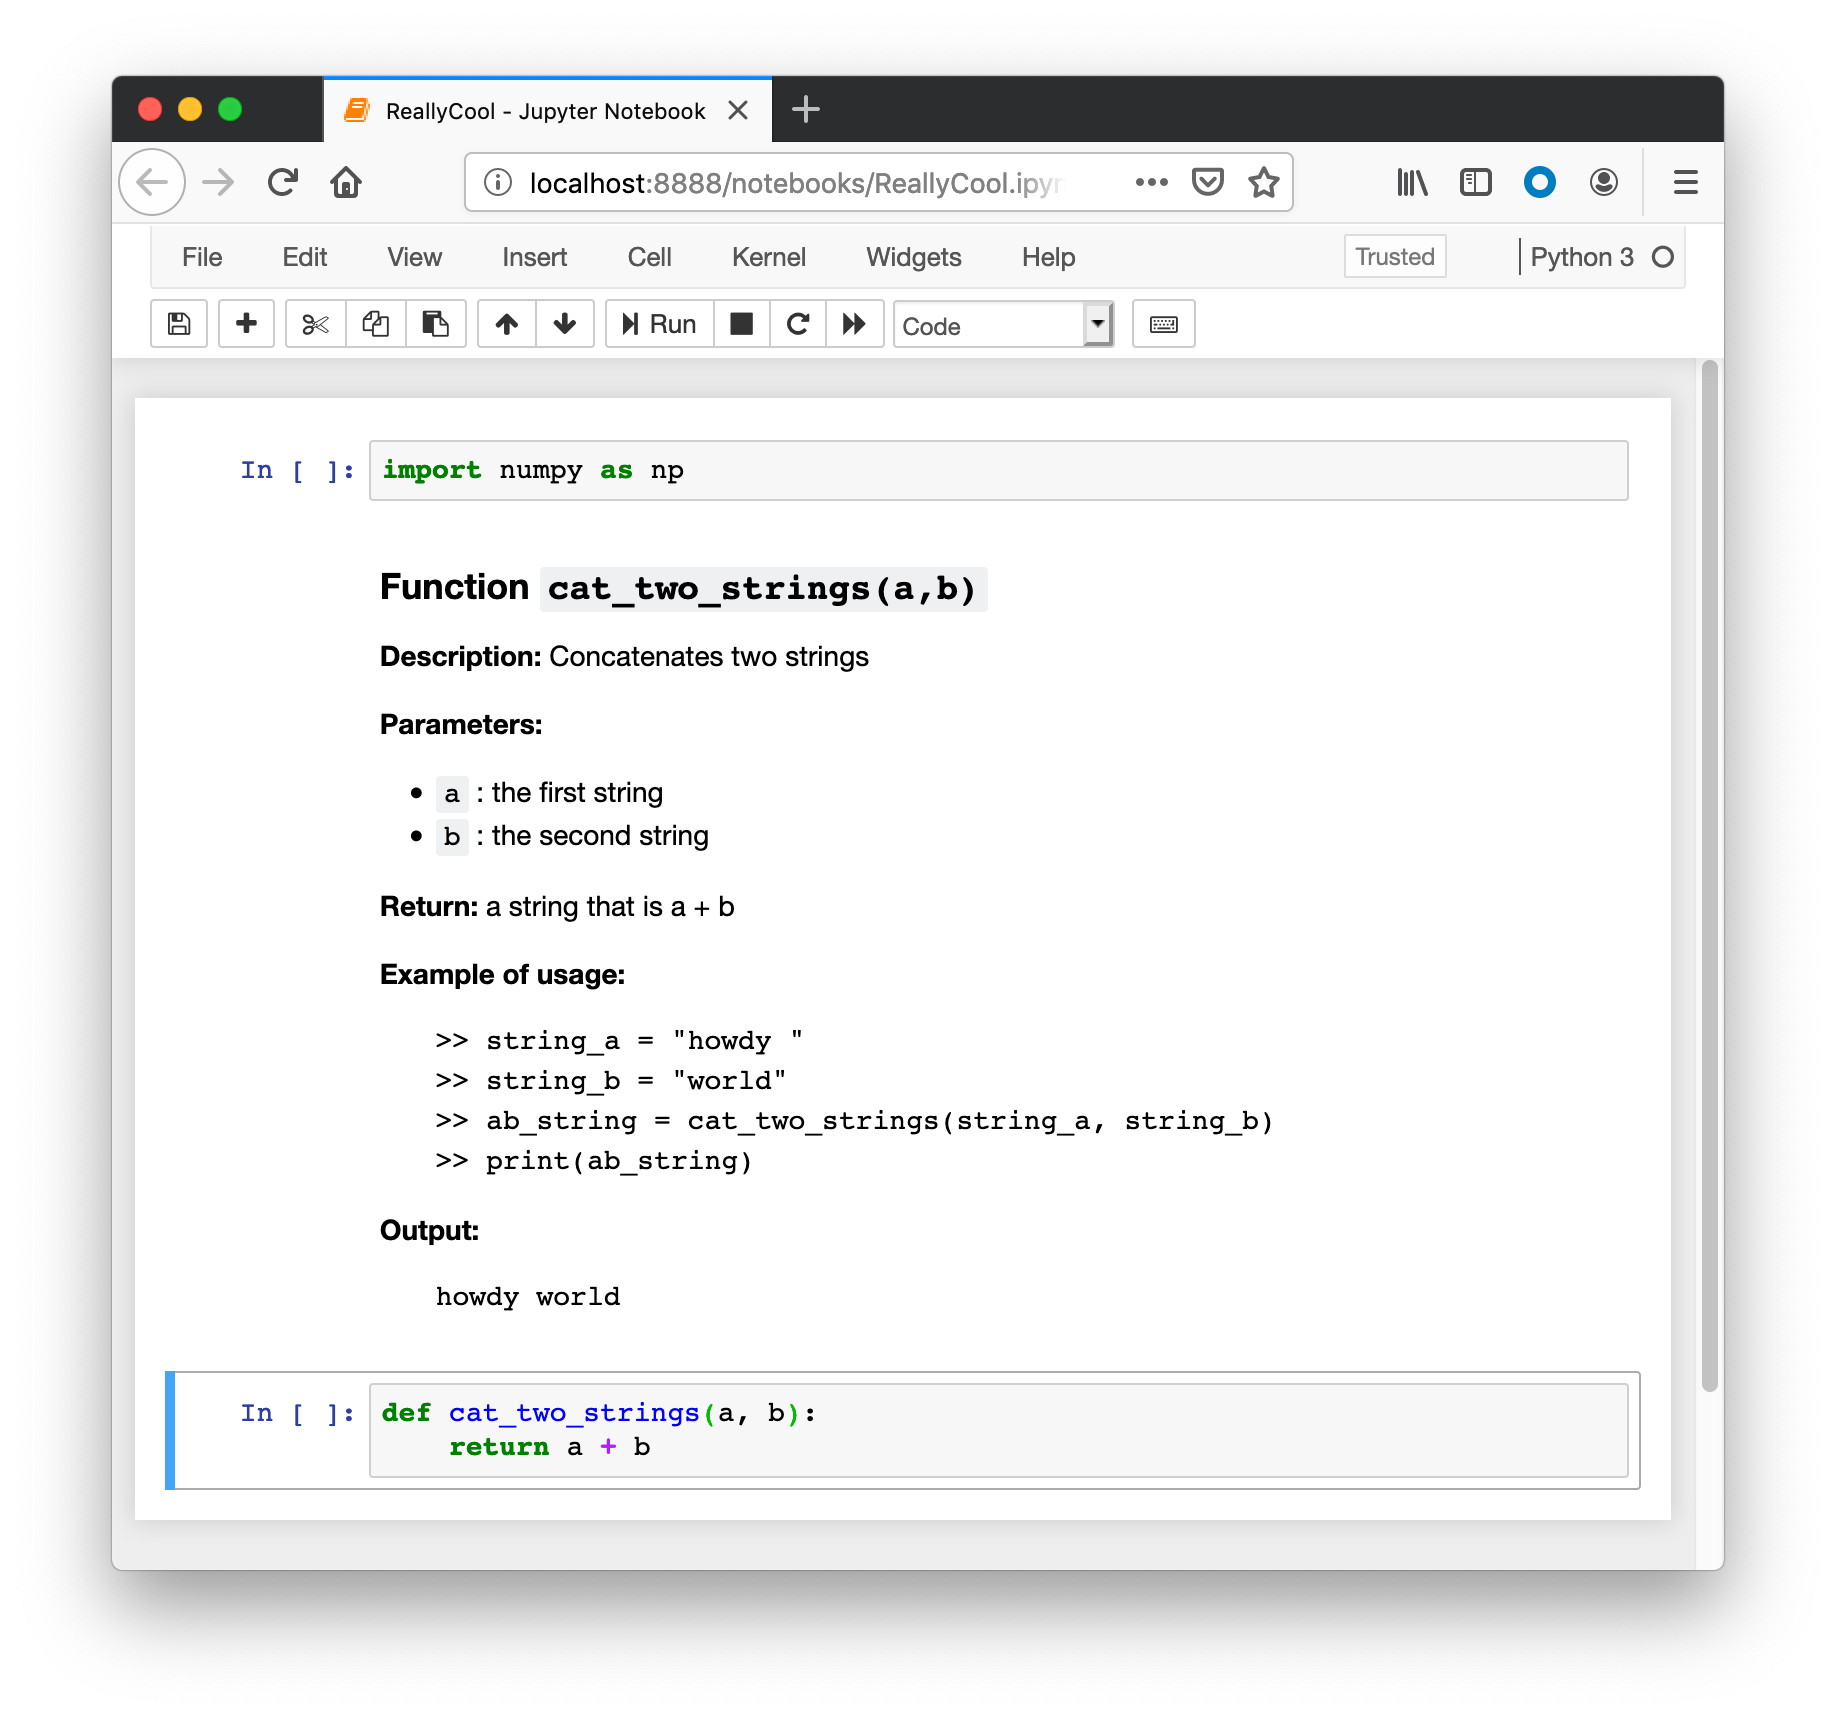 ReallyCool - Jupyter Notebook
localhost:8888/notebooks/ReallyCool.ipyn
File Edit View Insert Cell Kernel Widgets Help Trusted Python 3
Run Code
In [ ]: import numpy as np
Function cat_two_strings(a,b)
Description: Concatenates two strings
Parameters:
• a : the first string
• b : the second string
Return: a string that is a + b
Example of usage:
>> string_a = "howdy "
>> string_b = "world"
>> ab_string = cat_two_strings(string_a, string_b)
>> print(ab_string)
Output:
howdy world
In [ ]: def cat_two_strings(a, b):
    return a + b